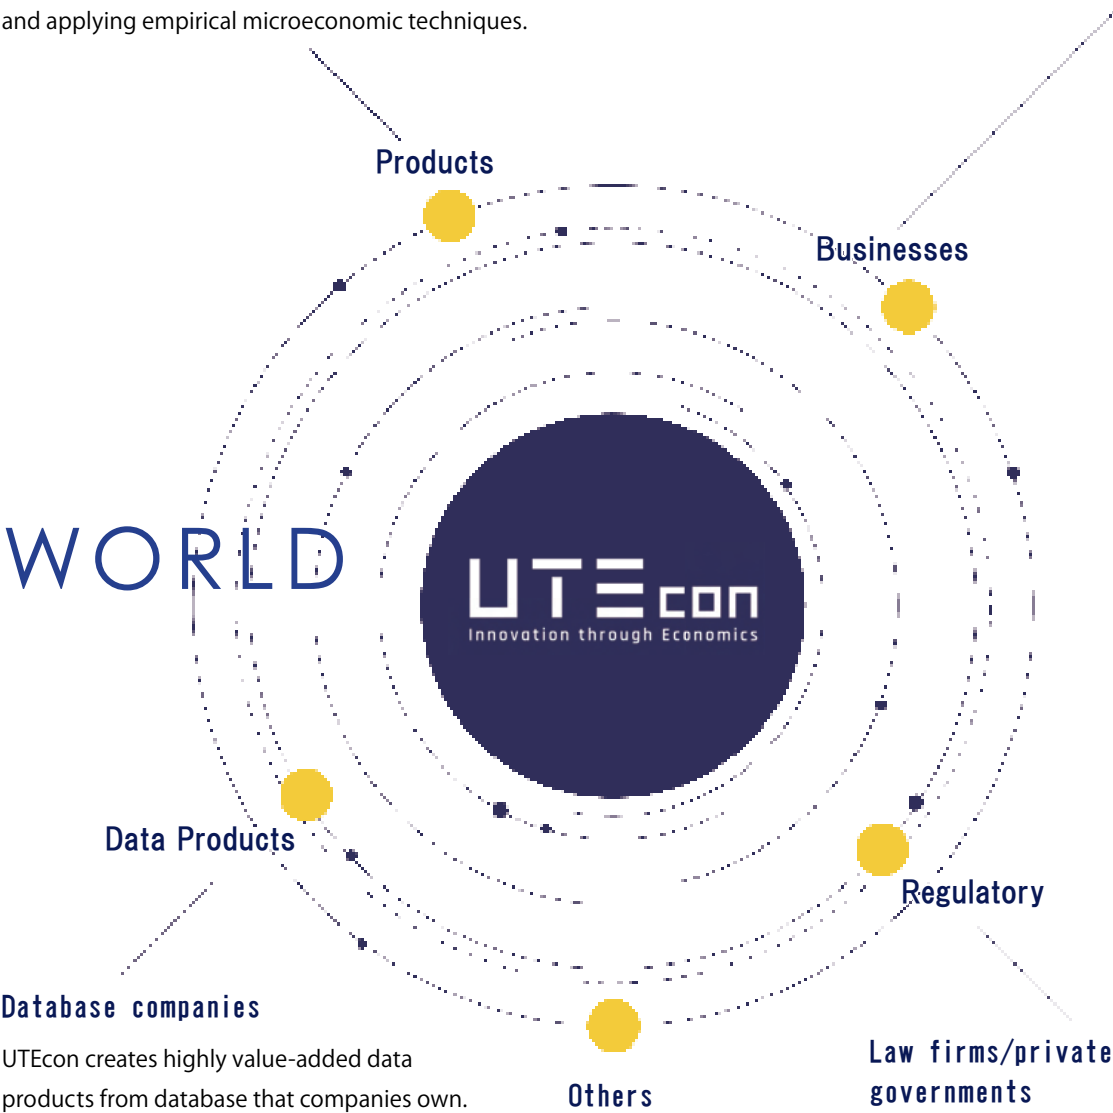 and applying empirical microeconomic techniques.
Products
Businesses
WORLD
UTEcon
Innovation through Economics
Data Products
Regulatory
Database companies
UTEcon creates highly value-added data
products from database that companies own.
Others
Law firms/private
governments